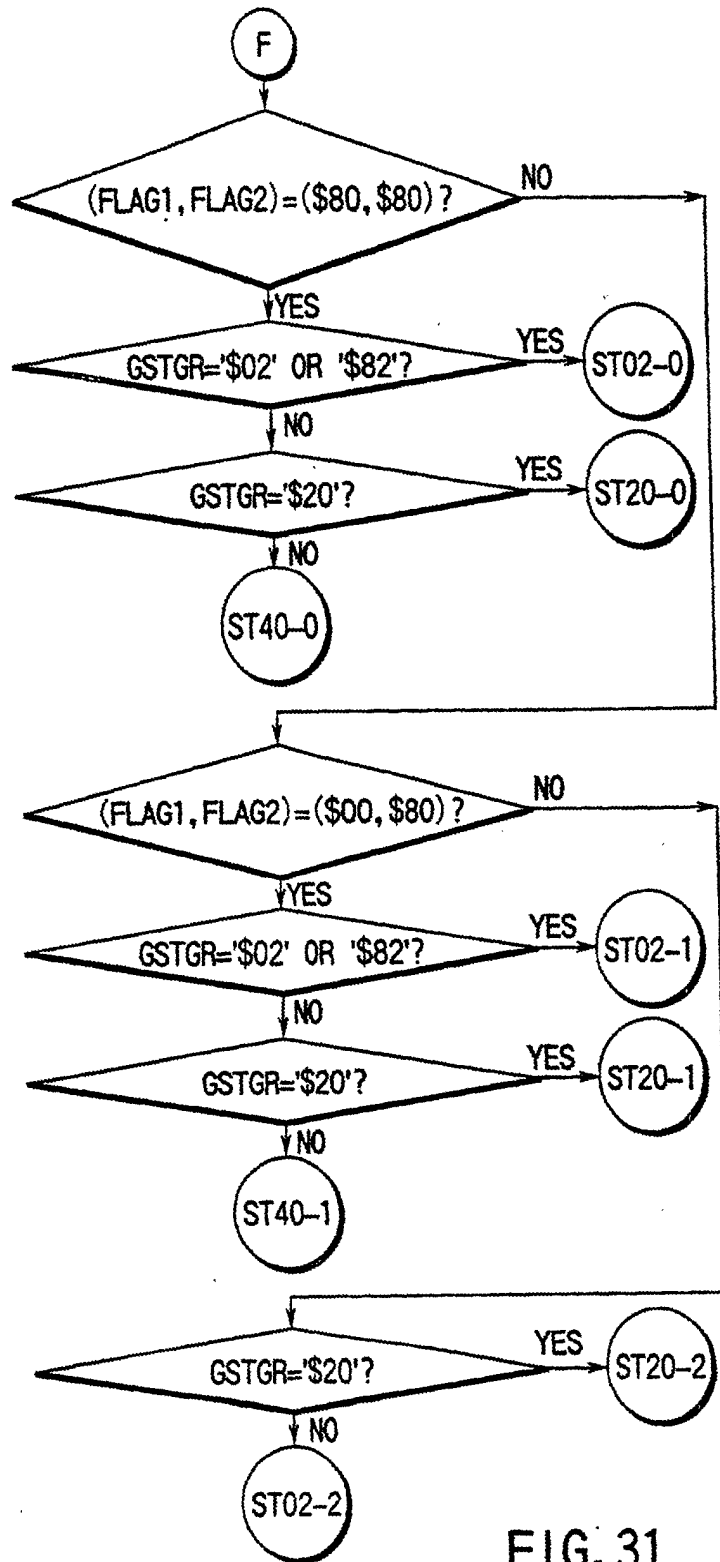 F
(FLAG1,FLAG2)=($80,$80)?
NO
YES
GSTGR='$02' OR '$82'?
YES
ST02-0
NO
GSTGR='$20'?
YES
ST20-0
NO
ST40-0
(FLAG1,FLAG2)=($00,$80)?
NO
YES
GSTGR='$02' OR '$82'?
YES
ST02-1
NO
GSTGR='$20'?
YES
ST20-1
NO
ST40-1
GSTGR='$20'?
YES
ST20-2
NO
ST02-2
FIG. 31